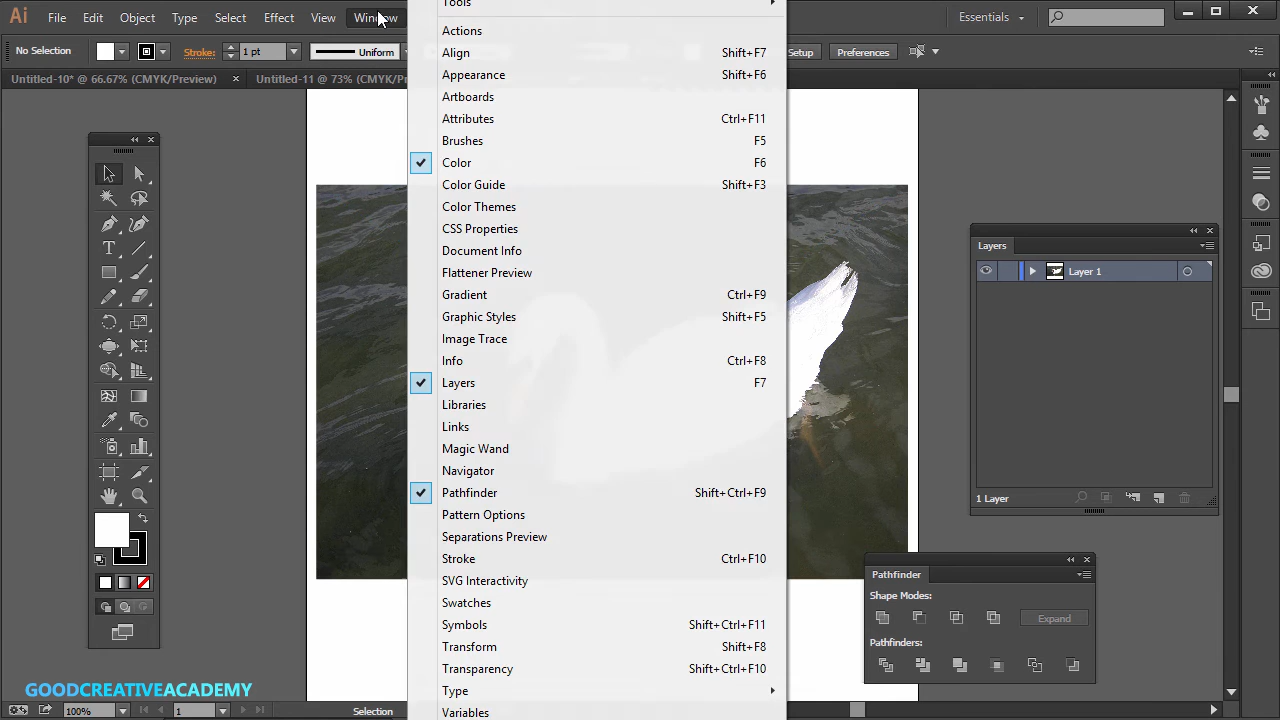 Ai File Edit Object Type Select Effect View Window Essentials
No Selection Stroke: 1 pt Uniform Setup Preferences
Untitled-10* @ 66.67% (CMYK/Preview) × Untitled-11 @ 73% (CMYK/Pr
Tools
Actions
Align Shift+F7
Appearance Shift+F6
Artboards
Attributes Ctrl+F11
Brushes F5
Color F6
Color Guide Shift+F3
Color Themes
CSS Properties
Document Info
Flattener Preview
Gradient Ctrl+F9
Graphic Styles Shift+F5
Image Trace
Info Ctrl+F8
Layers F7
Libraries
Links
Magic Wand
Navigator
Pathfinder Shift+Ctrl+F9
Pattern Options
Separations Preview
Stroke Ctrl+F10
SVG Interactivity
Swatches
Symbols Shift+Ctrl+F11
Transform Shift+F8
Transparency Shift+Ctrl+F10
Type
Variables
Layers
Layer 1
1 Layer
Pathfinder
Shape Modes:
Expand
Pathfinders:
GOODCREATIVEACADEMY
100% 1 Selection